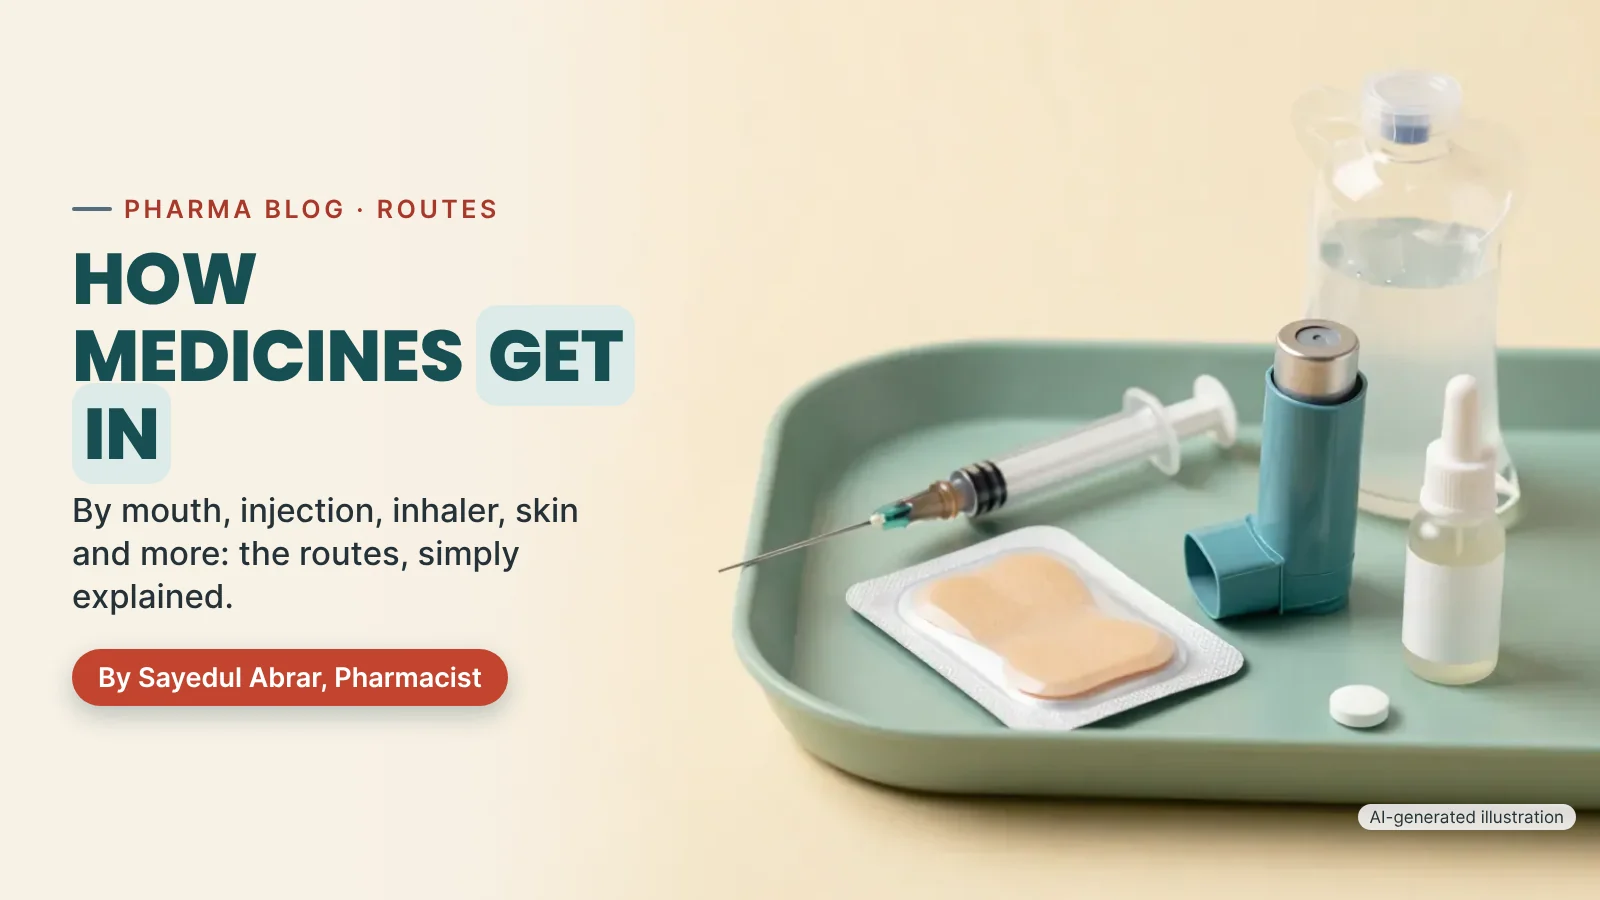 PHARMA BLOG · ROUTES
HOW
MEDICINES GET
IN
By mouth, injection, inhaler, skin
and more: the routes, simply
explained.
By Sayedul Abrar, Pharmacist
AI-generated illustration